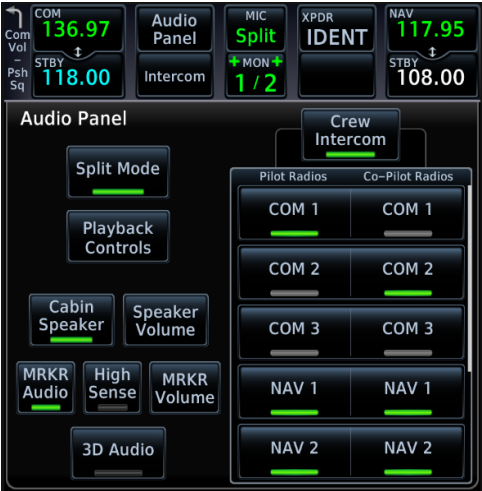 Com
Vol
–
Psh
Sq
COM
136.97
STBY
118.00
Audio
Panel
Intercom
MIC
Split
+MON+
1/2
XPDR
IDENT
NAV
117.95
STBY
108.00
Audio Panel
Split Mode
Playback
Controls
Cabin
Speaker
Speaker
Volume
MRKR
Audio
High
Sense
MRKR
Volume
3D Audio
Crew
Intercom
Pilot Radios Co-Pilot Radios
COM 1 COM 1
COM 2 COM 2
COM 3 COM 3
NAV 1 NAV 1
NAV 2 NAV 2